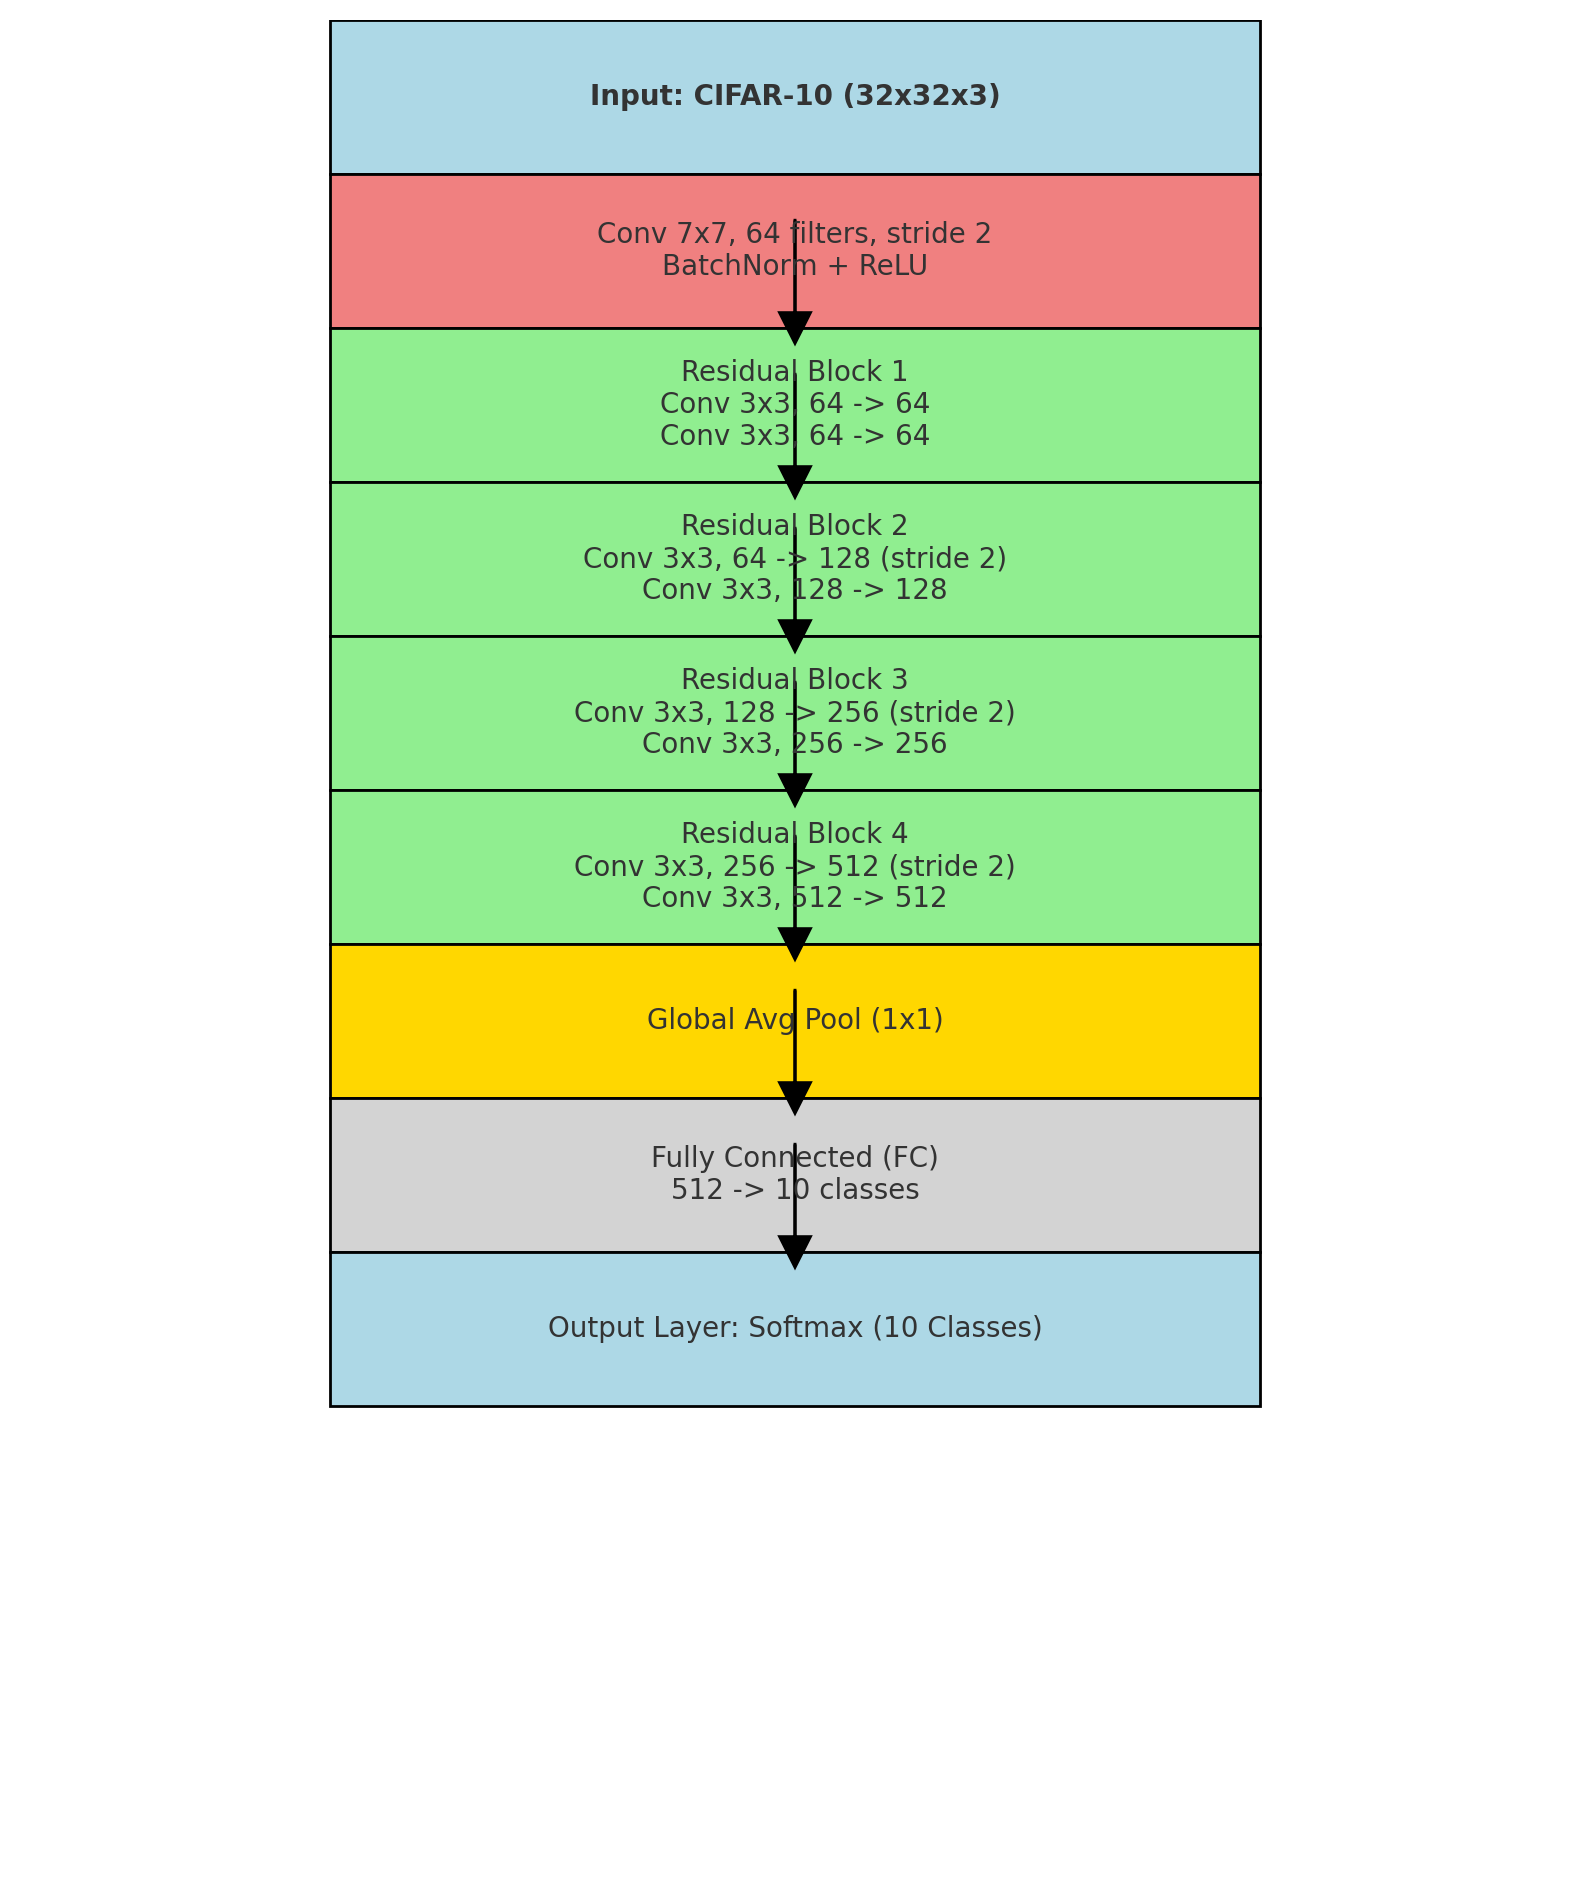 Input: CIFAR-10 (32x32x3)
Conv 7x7, 64 filters, stride 2
BatchNorm + ReLU
Residual Block 1
Conv 3x3, 64 -> 64
Conv 3x3, 64 -> 64
Residual Block 2
Conv 3x3, 64 -> 128 (stride 2)
Conv 3x3, 128 -> 128
Residual Block 3
Conv 3x3, 128 -> 256 (stride 2)
Conv 3x3, 256 -> 256
Residual Block 4
Conv 3x3, 256 -> 512 (stride 2)
Conv 3x3, 512 -> 512
Global Avg Pool (1x1)
Fully Connected (FC)
512 -> 10 classes
Output Layer: Softmax (10 Classes)